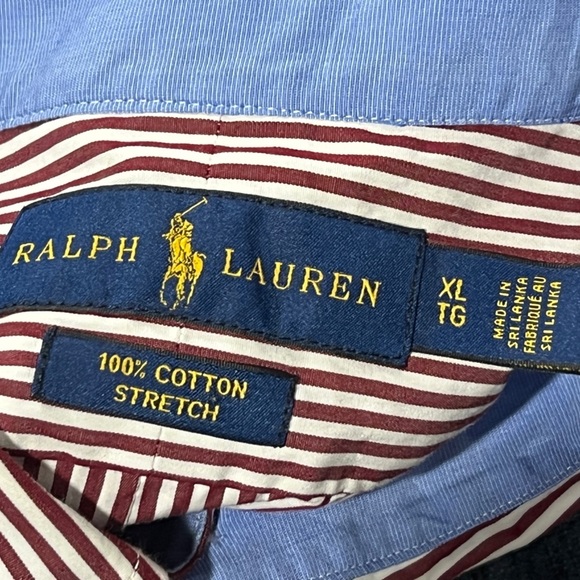 RALPH LAUREN
XL
TG
MADE IN
SRI LANKA
FABRIQUÉ AU
SRI LANKA
100% COTTON
STRETCH